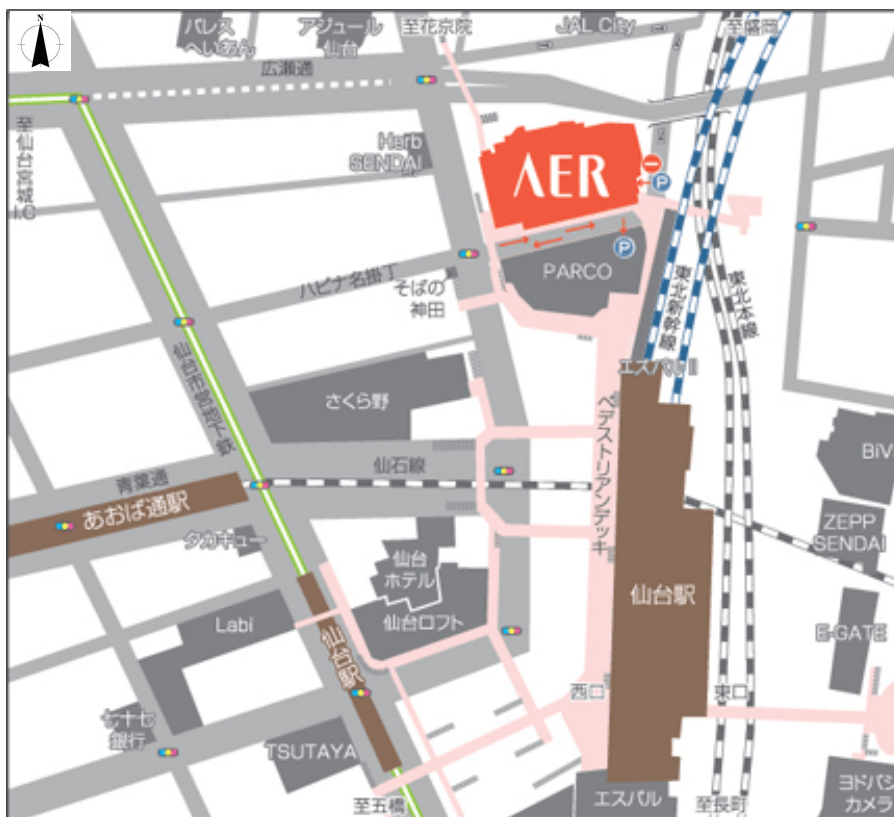 パレス
へいあん
アジュール
仙台
至花京院
JAL City
至盛岡
広瀬通
至仙台宮城I.C
Herb
SENDAI
AER
P
P
PARCO
ハピナ名掛丁
そばの
神田
東北新幹線
東北本線
仙台市営地下鉄
エスパルII
さくら野
ペデストリアンデッキ
青葉通
仙石線
BiV
あおば通駅
ZEPP
SENDAI
タカギュー
仙台
ホテル
仙台駅
Labi
仙台ロフト
E-GATE
仙台駅
西口
東口
七十七
銀行
TSUTAYA
至五橋
エスパル
至長町
ヨドバシ
カメラ